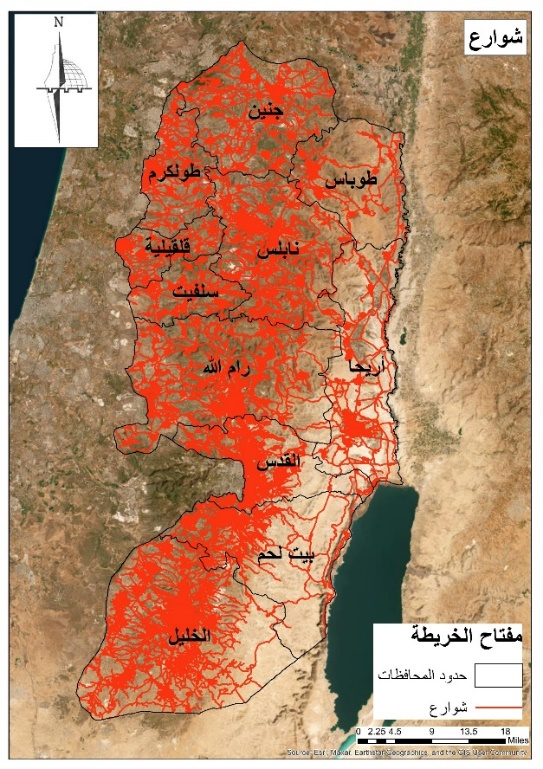 شوارع
N
جنين
طوباس
طولكرم
نابلس
قلقيلية
سلفيت
رام الله
أريحا
القدس
بيت لحم
الخليل
مفتاح الخريطة
حدود المحافظات
شوارع
0 2.25 4.5 9 13.5 18
Miles
Source: Esri, Maxar, Earthstar Geographics, and the GIS User Community